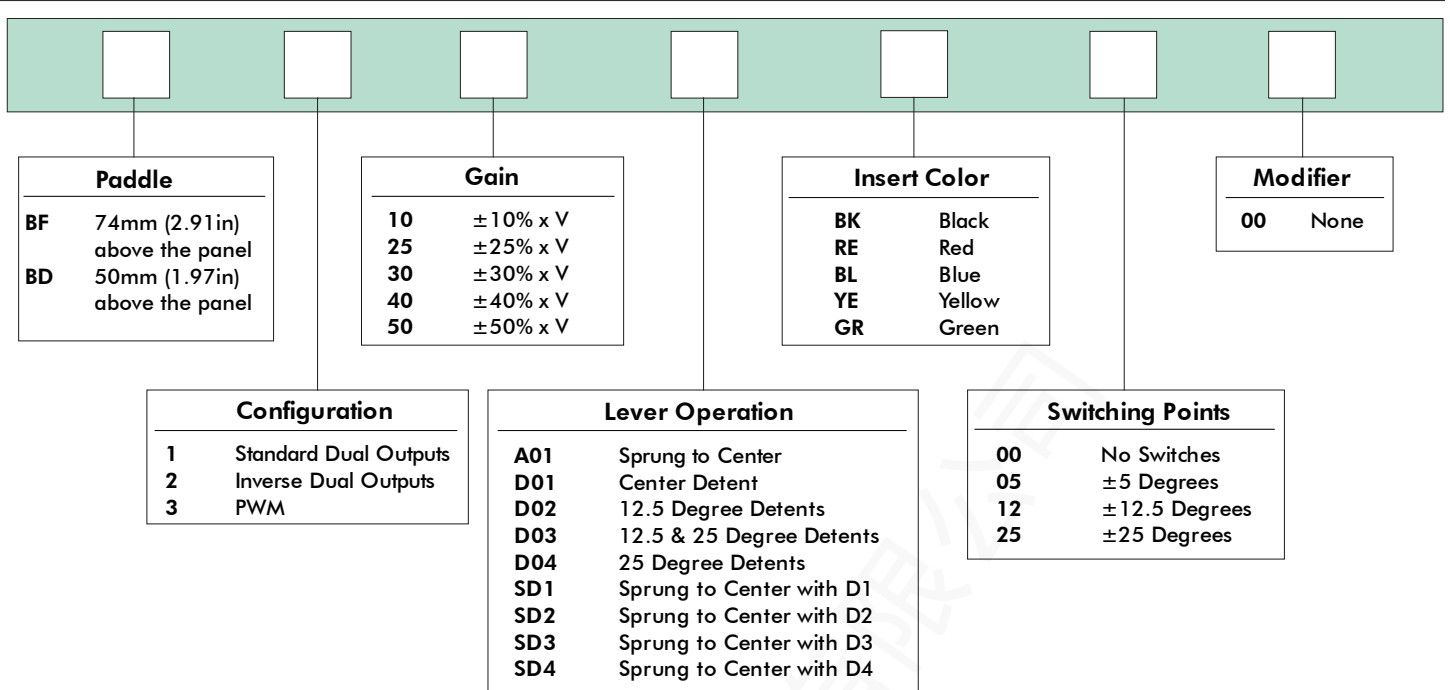 Paddle
BF 74mm (2.91in)
above the panel
BD 50mm (1.97in)
above the panel
Gain
10 ±10% x V
25 ±25% x V
30 ±30% x V
40 ±40% x V
50 ±50% x V
Insert Color
BK Black
RE Red
BL Blue
YE Yellow
GR Green
Modifier
00 None
Configuration
1 Standard Dual Outputs
2 Inverse Dual Outputs
3 PWM
Lever Operation
A01 Sprung to Center
D01 Center Detent
D02 12.5 Degree Detents
D03 12.5 & 25 Degree Detents
D04 25 Degree Detents
SD1 Sprung to Center with D1
SD2 Sprung to Center with D2
SD3 Sprung to Center with D3
SD4 Sprung to Center with D4
Switching Points
00 No Switches
05 ±5 Degrees
12 ±12.5 Degrees
25 ±25 Degrees
有限公司